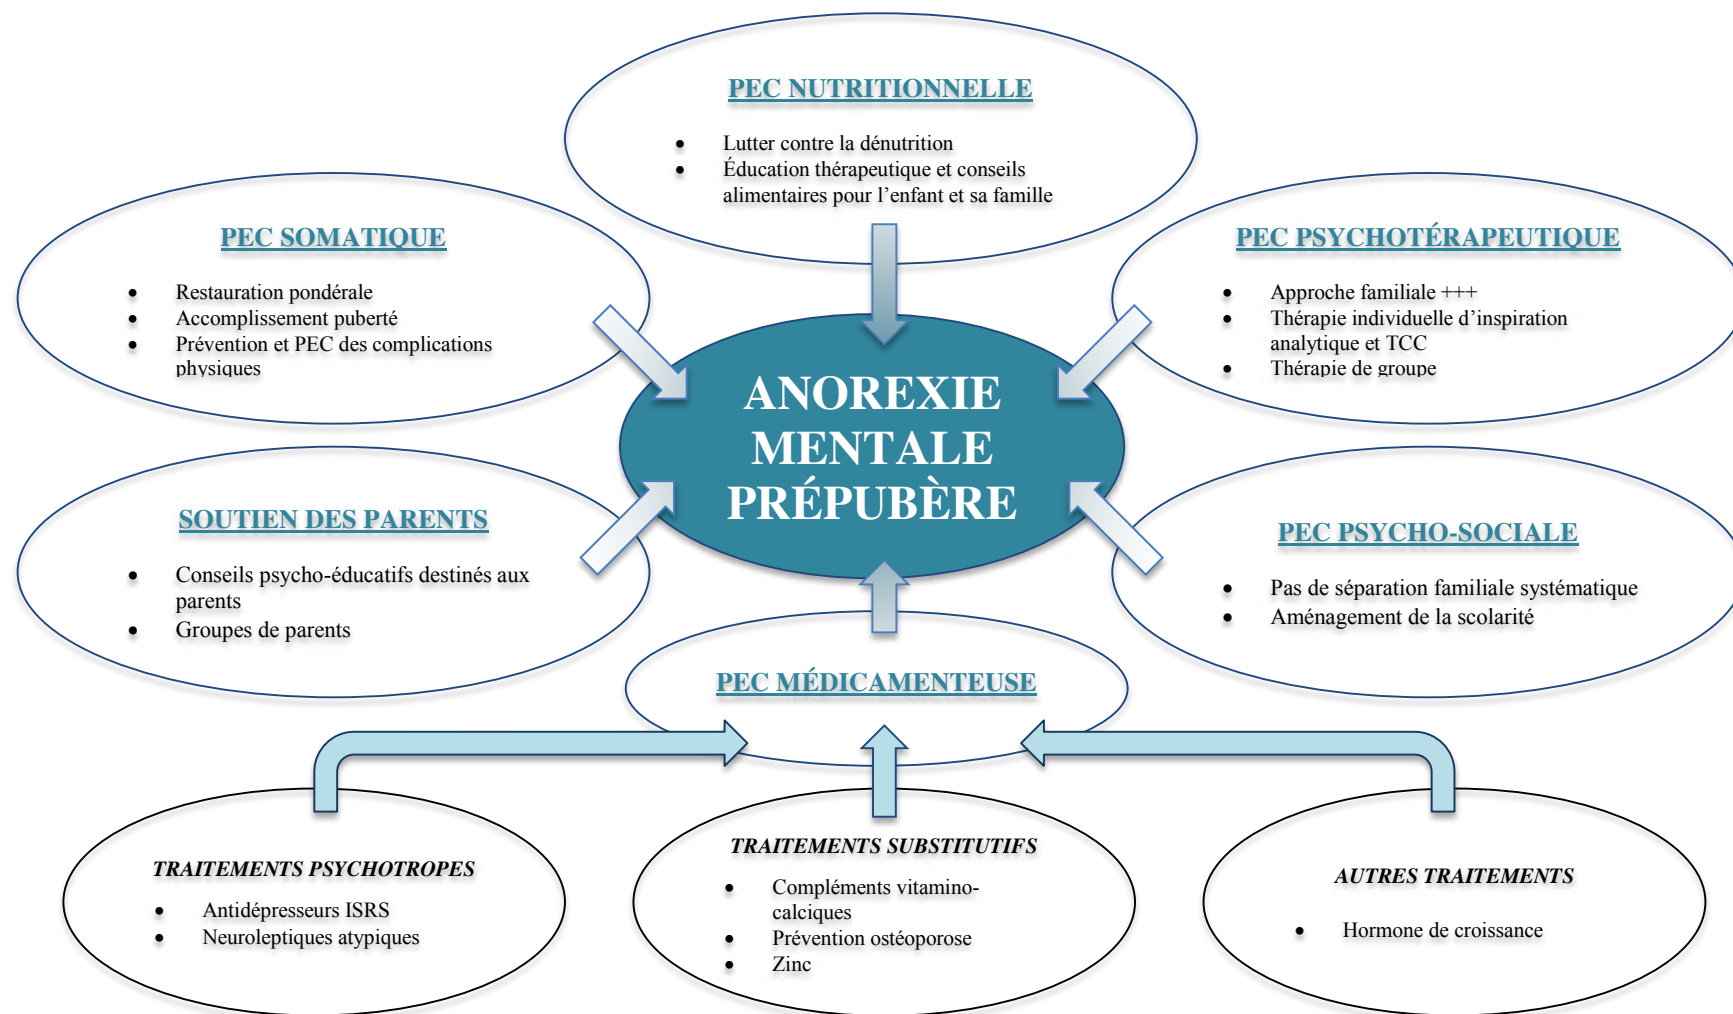 PEC NUTRITIONNELLE
• Lutter contre la dénutrition
• Éducation thérapeutique et conseils
alimentaires pour l’enfant et sa famille
PEC SOMATIQUE
• Restauration pondérale
• Accomplissement puberté
• Prévention et PEC des complications
physiques
PEC PSYCHOTÉRAPEUTIQUE
• Approche familiale +++
• Thérapie individuelle d’inspiration
analytique et TCC
• Thérapie de groupe
ANOREXIE
MENTALE
PRÉPUBÈRE
SOUTIEN DES PARENTS
• Conseils psycho-éducatifs destinés aux
parents
• Groupes de parents
PEC PSYCHO-SOCIALE
• Pas de séparation familiale systématique
• Aménagement de la scolarité
PEC MÉDICAMENTEUSE
TRAITEMENTS PSYCHOTROPES
• Antidépresseurs ISRS
• Neuroleptiques atypiques
TRAITEMENTS SUBSTITUTIFS
• Compléments vitamino-
calciques
• Prévention ostéoporose
• Zinc
AUTRES TRAITEMENTS
• Hormone de croissance